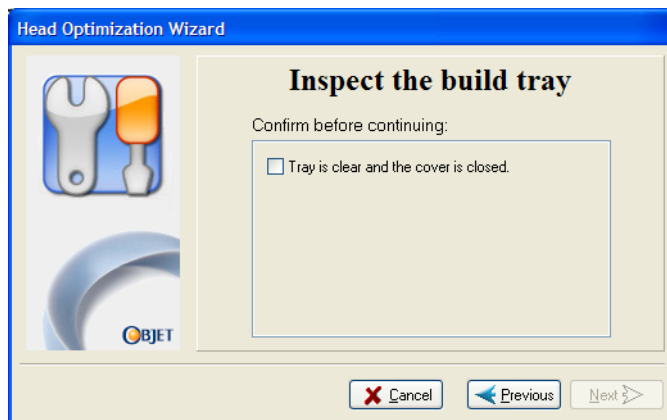 Head Optimization Wizard
Inspect the build tray
Confirm before continuing:
Tray is clear and the cover is closed.
OBJET
Cancel
Previous
Next